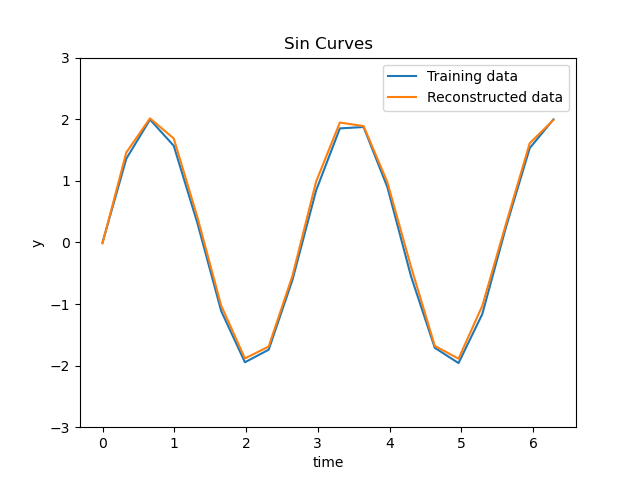 Sin Curves
Training data
Reconstructed data
3
2
1
0
−1
−2
−3
y
0 1 2 3 4 5 6
time